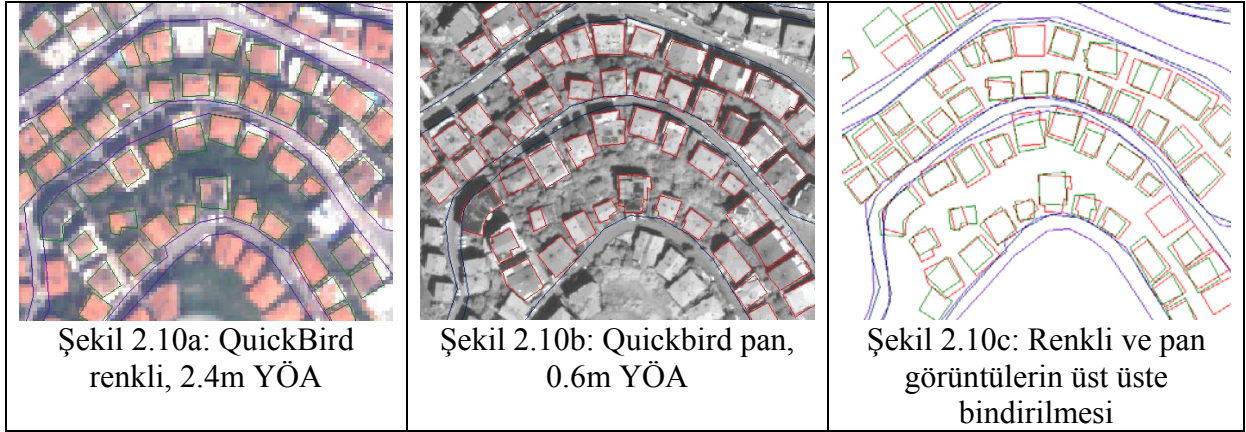 Şekil 2.10a: QuickBird
renkli, 2.4m YÖA
Şekil 2.10b: Quickbird pan,
0.6m YÖA
Şekil 2.10c: Renkli ve pan
görüntülerin üst üste
bindirilmesi